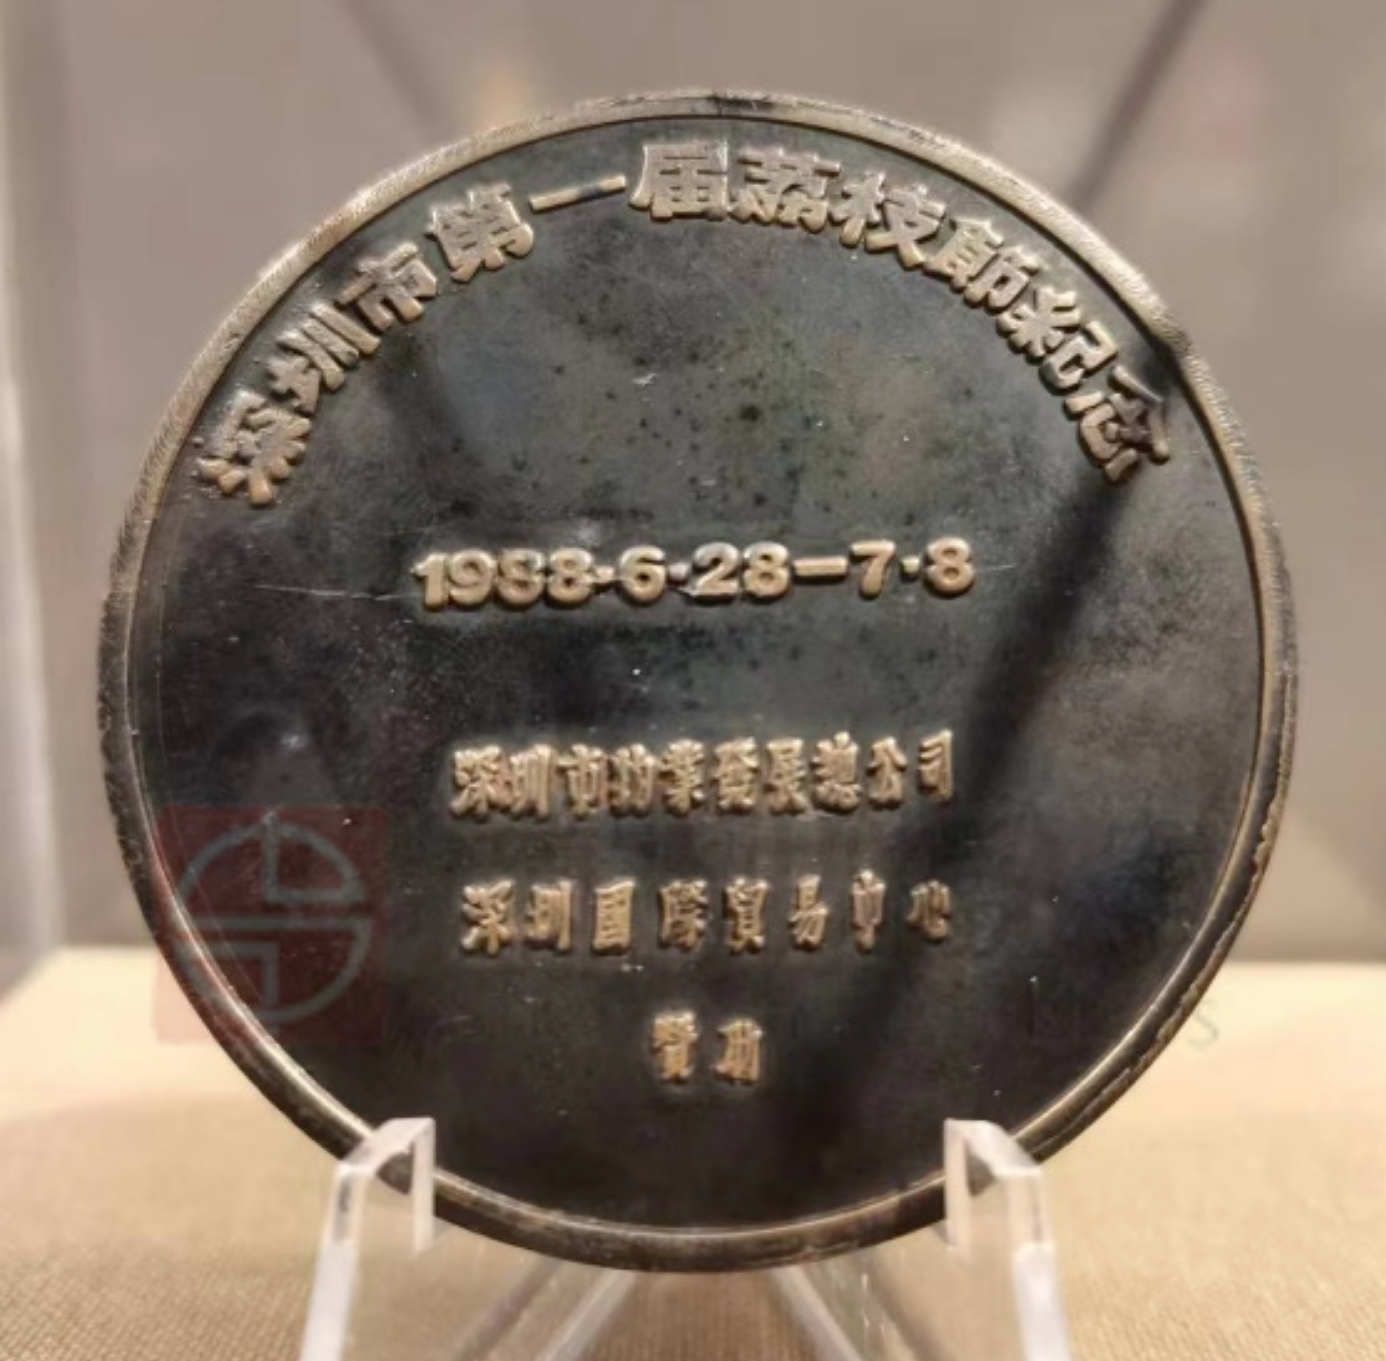 深圳市第一届荔枝節紀念
1988·6·28—7·8
深圳市物業發展總公司
深圳國際貿易中心
贊助